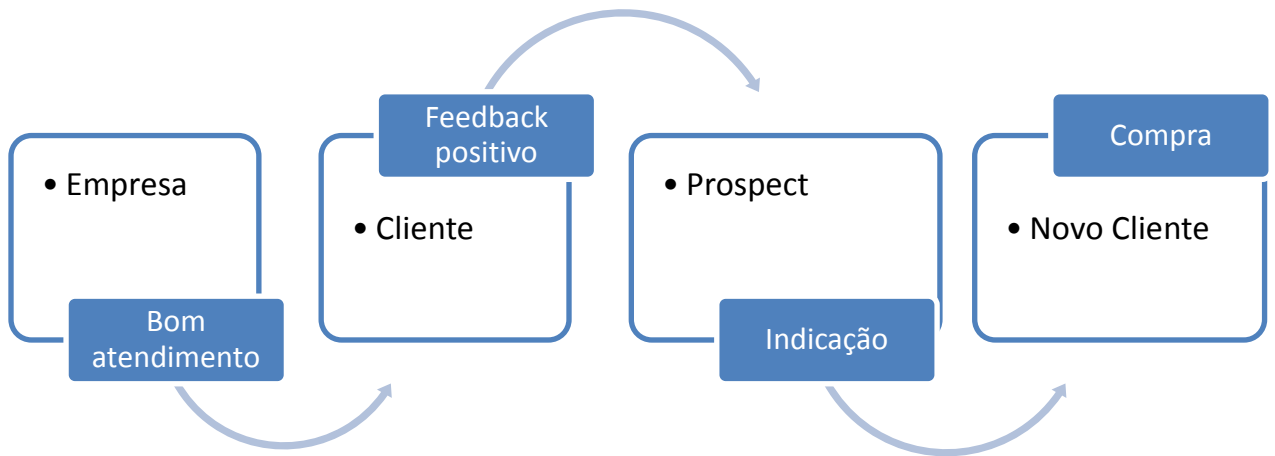 • Empresa
Bom
atendimento
Feedback
positivo
• Cliente
• Prospect
Indicação
Compra
• Novo Cliente